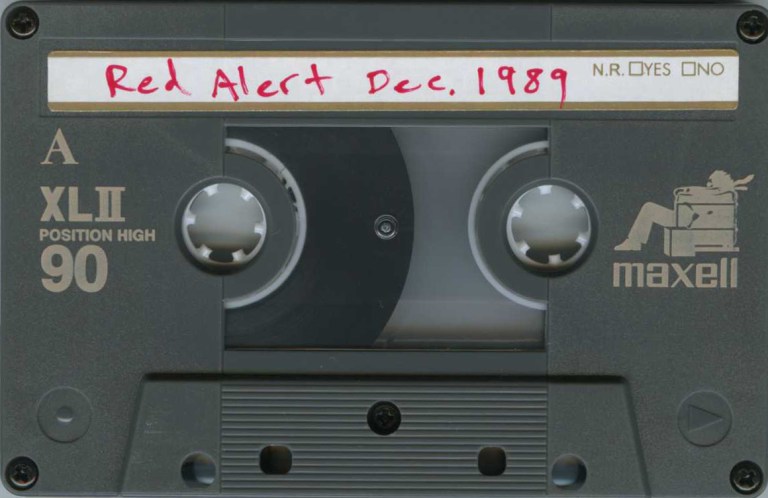 Red Alert Dec. 1989 N.R. ☐YES ☐NO
A
XLII
POSITION HIGH
90
maxell